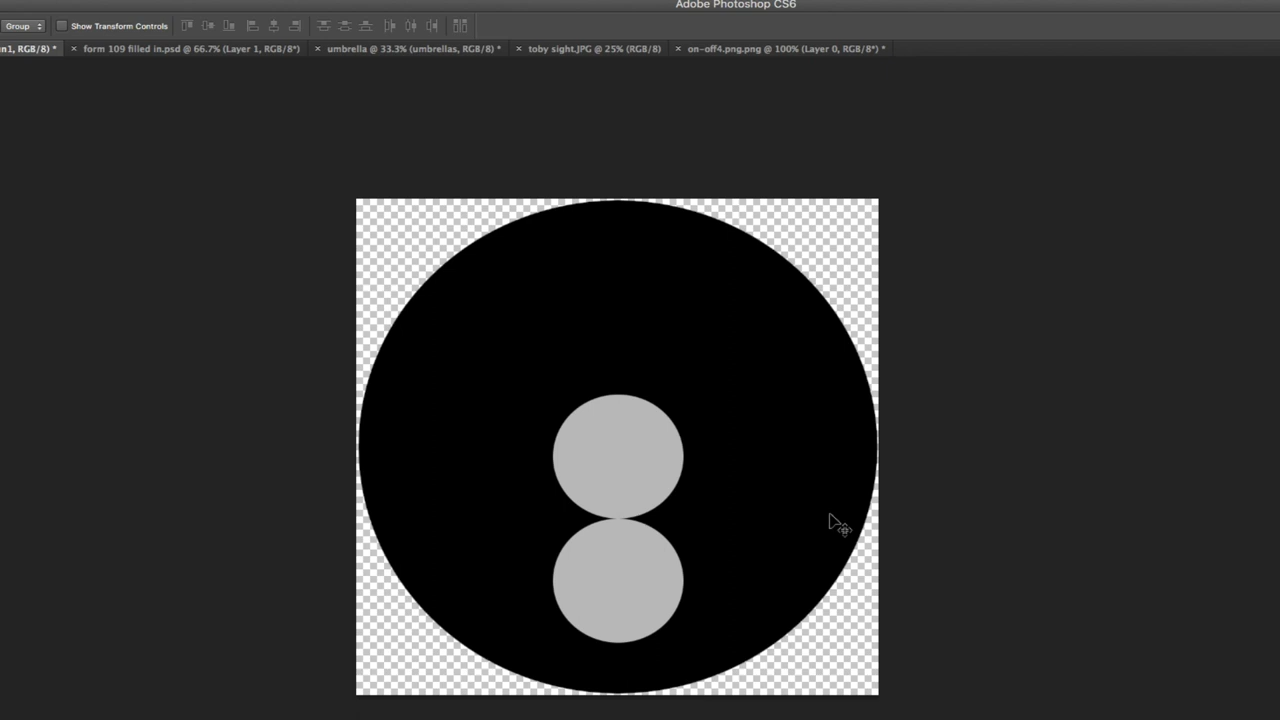 Adobe Photoshop CS6
Group Show Transform Controls
un1, RGB/8) * × form 109 filled in.psd @ 66.7% (Layer 1, RGB/8*) × umbrella @ 33.3% (umbrellas, RGB/8) * × toby sight.JPG @ 25% (RGB/8) × on-off4.png.png @ 100% (Layer 0, RGB/8*) *